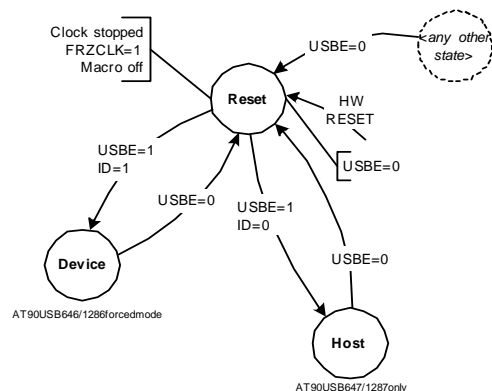 Clock stopped
FRZCLK=1
Macro off
USBE=0
<any other
state>
Reset
HW
RESET
USBE=0
USBE=1
ID=1
USBE=0
USBE=1
ID=0
USBE=0
Device
AT90USB646/1286forcedmode
Host
AT90USB647/1287only